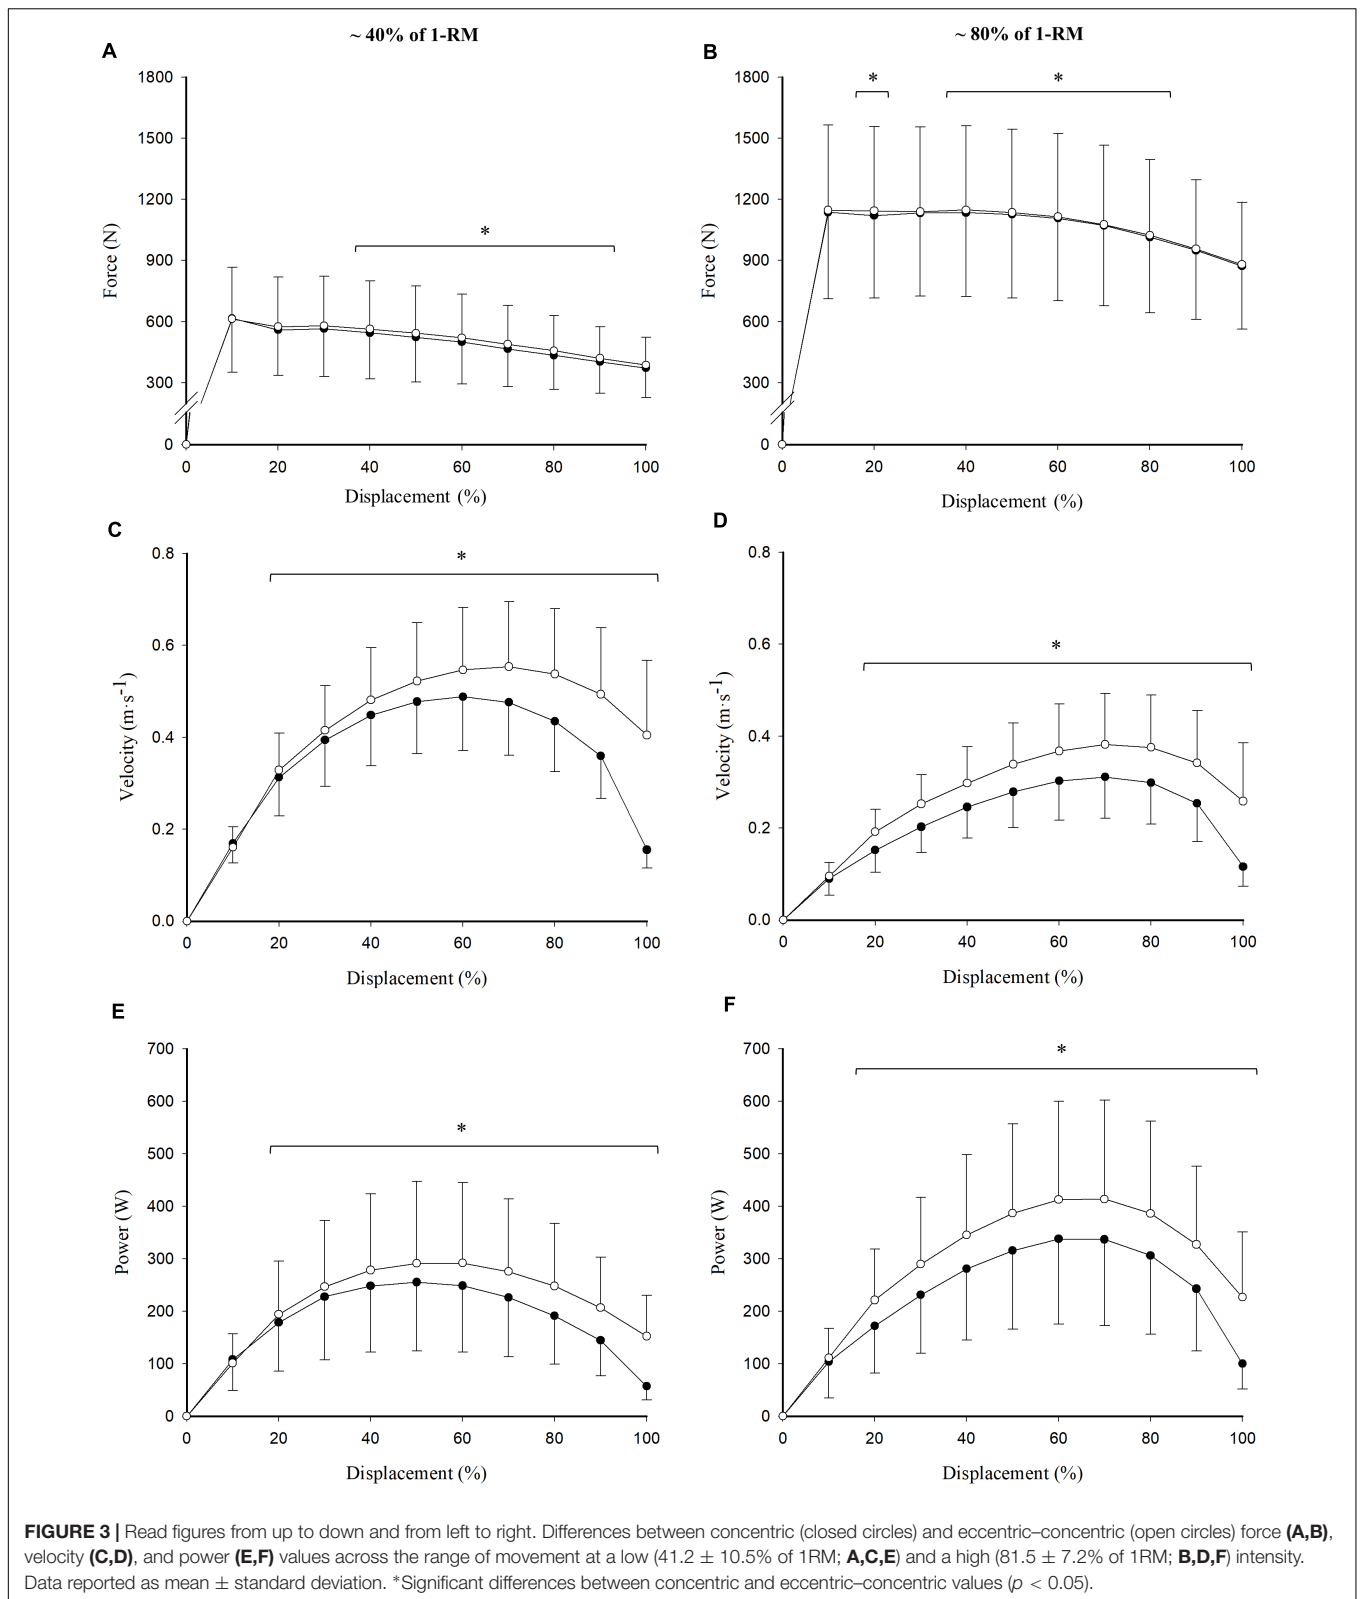 ~ 40% of 1-RM
~ 80% of 1-RM
A
1800
1500
1200
900
600
300
0
Force (N)
*
0 20 40 60 80 100
Displacement (%)
B
1800
1500
1200
900
600
300
0
Force (N)
* *
0 20 40 60 80 100
Displacement (%)
C
0.8
0.6
0.4
0.2
0.0
Velocity (m·s-1)
*
0 20 40 60 80 100
Displacement (%)
D
0.8
0.6
0.4
0.2
0.0
Velocity (m·s-1)
*
0 20 40 60 80 100
Displacement (%)
E
700
600
500
400
300
200
100
0
Power (W)
*
0 20 40 60 80 100
Displacement (%)
F
700
600
500
400
300
200
100
0
Power (W)
*
0 20 40 60 80 100
Displacement (%)
FIGURE 3 | Read figures from up to down and from left to right. Differences between concentric (closed circles) and eccentric–concentric (open circles) force (A,B),
velocity (C,D), and power (E,F) values across the range of movement at a low (41.2 ± 10.5% of 1RM; A,C,E) and a high (81.5 ± 7.2% of 1RM; B,D,F) intensity.
Data reported as mean ± standard deviation. *Significant differences between concentric and eccentric–concentric values (p < 0.05).